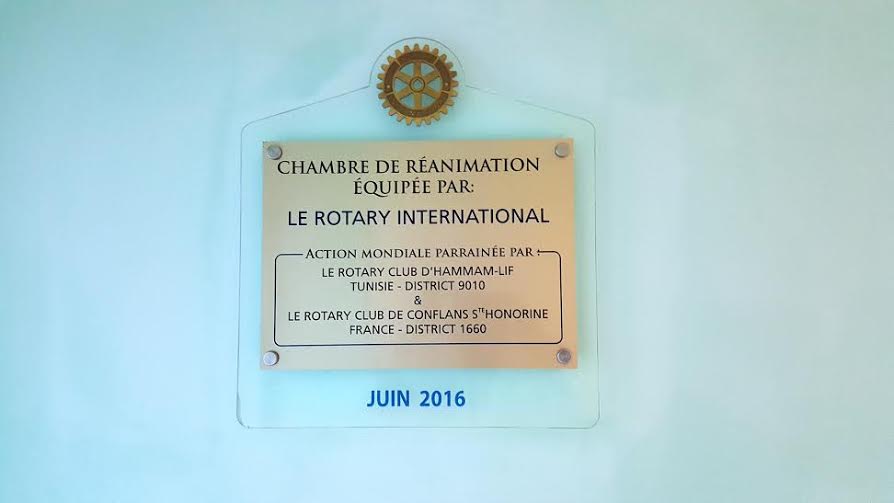 CHAMBRE DE RÉANIMATION
ÉQUIPÉE PAR:
LE ROTARY INTERNATIONAL
ACTION MONDIALE PARRAINÉE PAR :
LE ROTARY CLUB D'HAMMAM-LIF
TUNISIE - DISTRICT 9010
&
LE ROTARY CLUB DE CONFLANS STE HONORINE
FRANCE - DISTRICT 1660
JUIN 2016